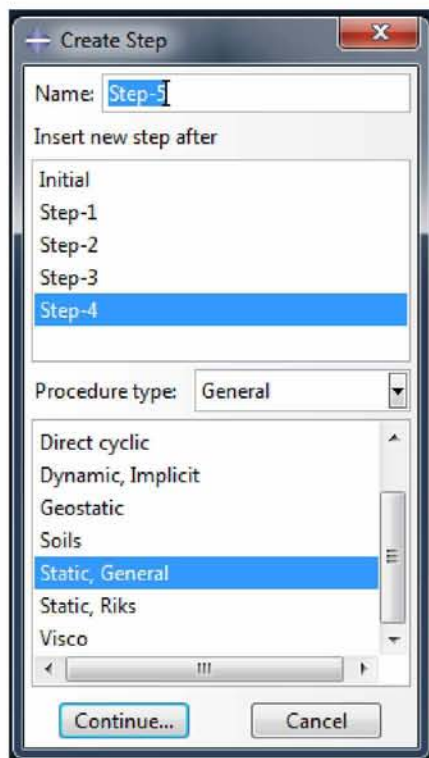 Create Step
Name: Step-5
Insert new step after
Initial
Step-1
Step-2
Step-3
Step-4
Procedure type: General
Direct cyclic
Dynamic, Implicit
Geostatic
Soils
Static, General
Static, Riks
Visco
Continue... Cancel